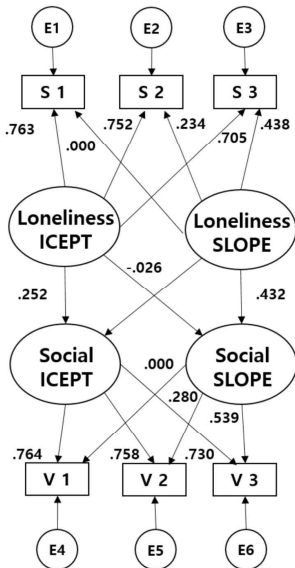 E1 E2 E3
S 1 S 2 S 3
.763 .000 .752 .234 .705 .438
Loneliness
ICEPT
Loneliness
SLOPE
.252 -.026 .432
Social
ICEPT
Social
SLOPE
.000 .280 .539
.764 .758 .730
V 1 V 2 V 3
E4 E5 E6